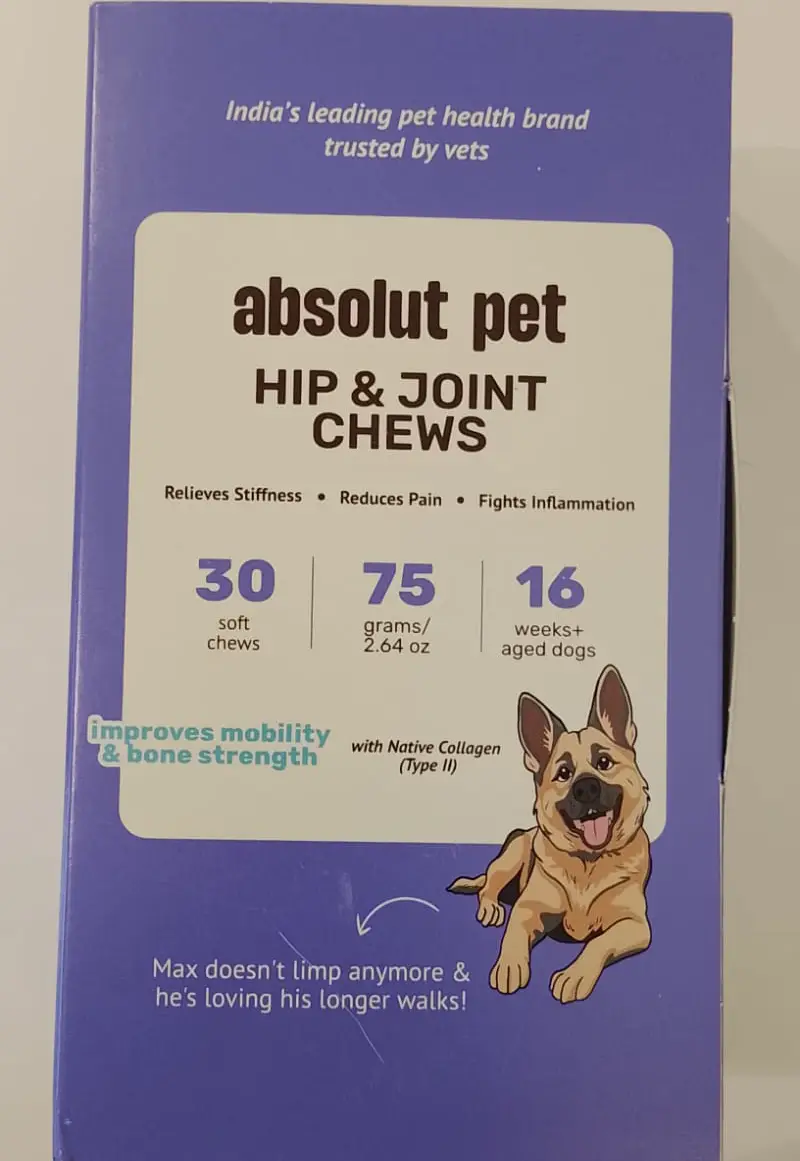 India's leading pet health brand
trusted by vets
absolut pet
HIP & JOINT
CHEWS
Relieves Stiffness • Reduces Pain • Fights Inflammation
30
soft
chews
75
grams/
2.64 oz
16
weeks+
aged dogs
improves mobility
& bone strength
with Native Collagen
(Type II)
Max doesn't limp anymore &
he's loving his longer walks!